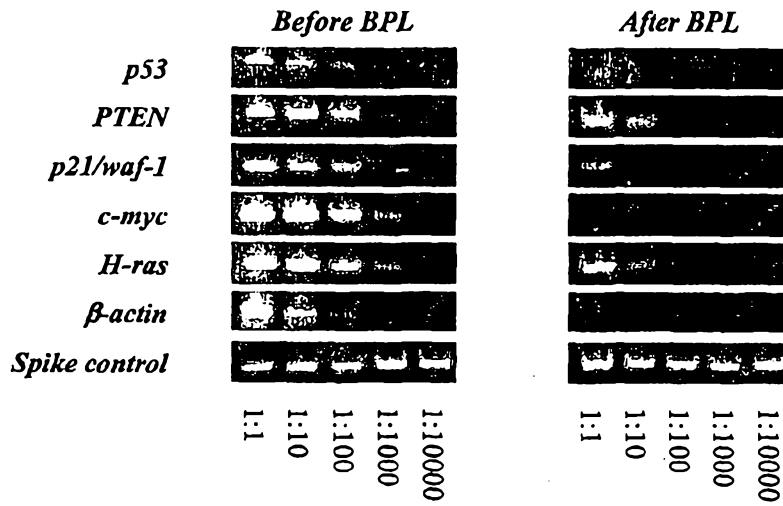 Before BPL After BPL
p53
PTEN
p21/waf-1
c-myc
H-ras
β-actin
Spike control
1:1 1:10 1:100 1:1000 1:10000 1:1 1:10 1:100 1:1000 1:10000